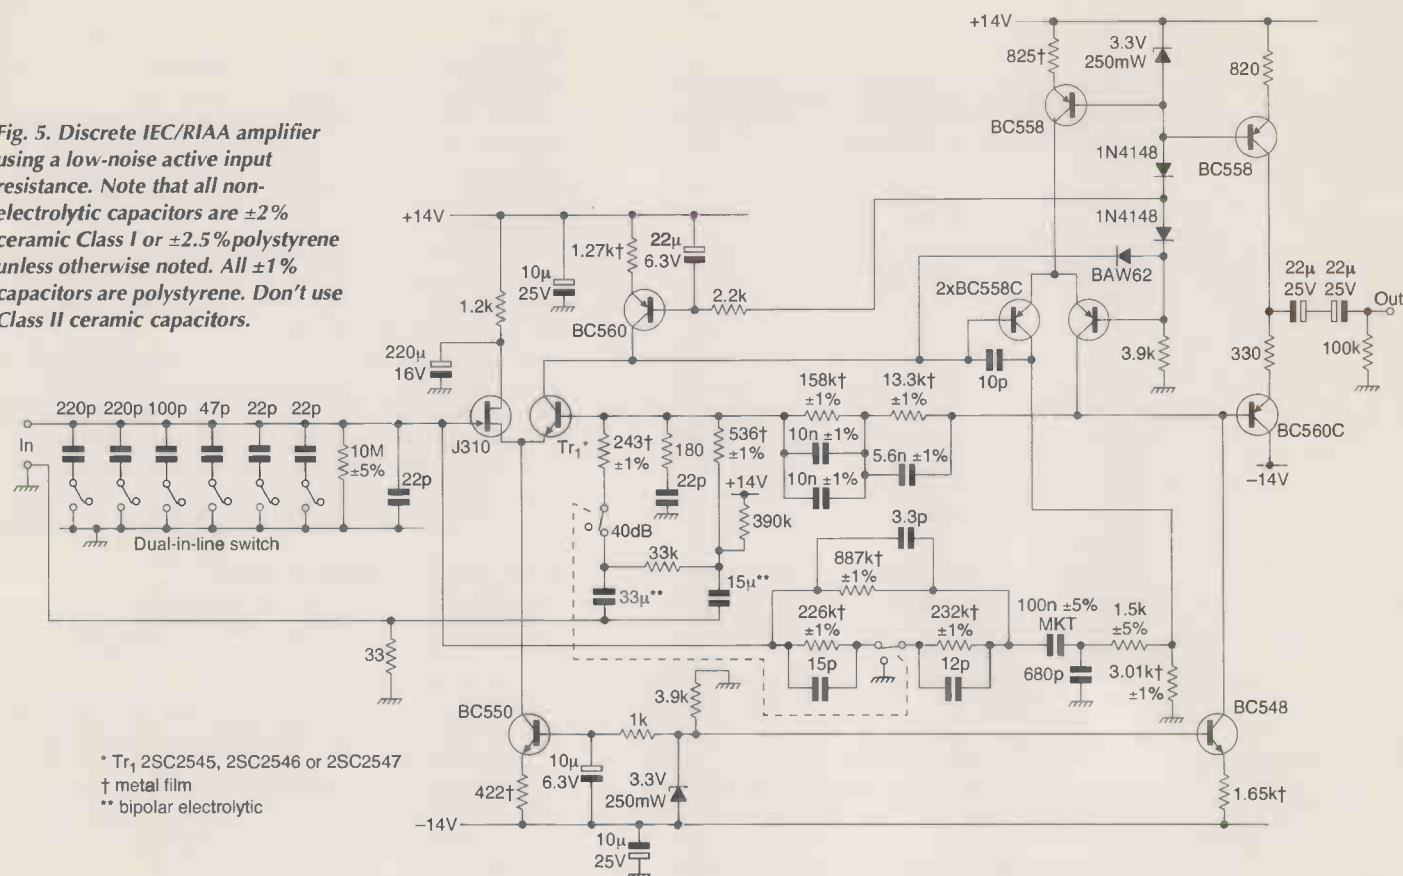 Fig. 5. Discrete IEC/RIAA amplifier
using a low-noise active input
resistance. Note that all non-
electrolytic capacitors are ±2%
ceramic Class I or ±2.5%polystyrene
unless otherwise noted. All ±1%
capacitors are polystyrene. Don't use
Class II ceramic capacitors.
+14V
825†
3.3V
250mW
820
BC558
BC558
1N4148
1N4148
BAW62
+14V
1.27k†
22µ
6.3V
10µ
25V
1.2k
2.2k
BC560
2xBC558C
22µ
25V
22µ
25V
Out
220µ
16V
10p
3.9k
330
100k
158k†
±1%
13.3k†
±1%
220p
220p
100p
47p
22p
22p
In
10M
±5%
22p
J310
Tr1*
243†
±1%
180
536†
±1%
10n ±1%
10n ±1%
5.6n ±1%
BC560C
-14V
22p
+14V
390k
Dual-in-line switch
40dB
33k
3.3p
887k†
±1%
33µ**
15µ**
226k†
±1%
232k†
±1%
100n ±5%
MKT
1.5k
±5%
33
15p
12p
680p
3.01k†
±1%
3.9k
BC550
1k
BC548
* Tr1 2SC2545, 2SC2546 or 2SC2547
† metal film
** bipolar electrolytic
422†
10µ
6.3V
3.3V
250mW
1.65k†
-14V
10µ
25V